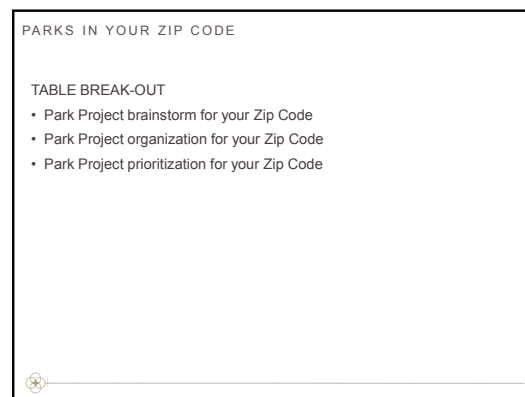 PARKS IN YOUR ZIP CODE
TABLE BREAK-OUT
• Park Project brainstorm for your Zip Code
• Park Project organization for your Zip Code
• Park Project prioritization for your Zip Code